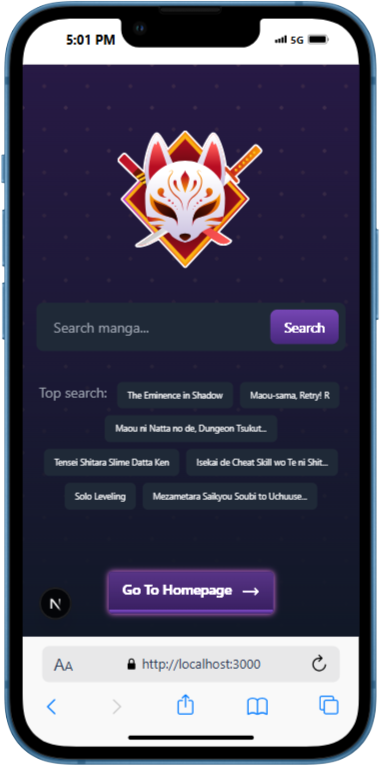 5:01 PM 5G
Search manga... Search
Top search: The Eminence in Shadow Maou-sama, Retry! R
Maou ni Natta no de, Dungeon Tsukut...
Tensei Shitara Slime Datta Ken Isekai de Cheat Skill wo Te ni Shit...
Solo Leveling Mezametara Saikyou Soubi to Uchuuse...
Go To Homepage →
N
AA http://localhost:3000